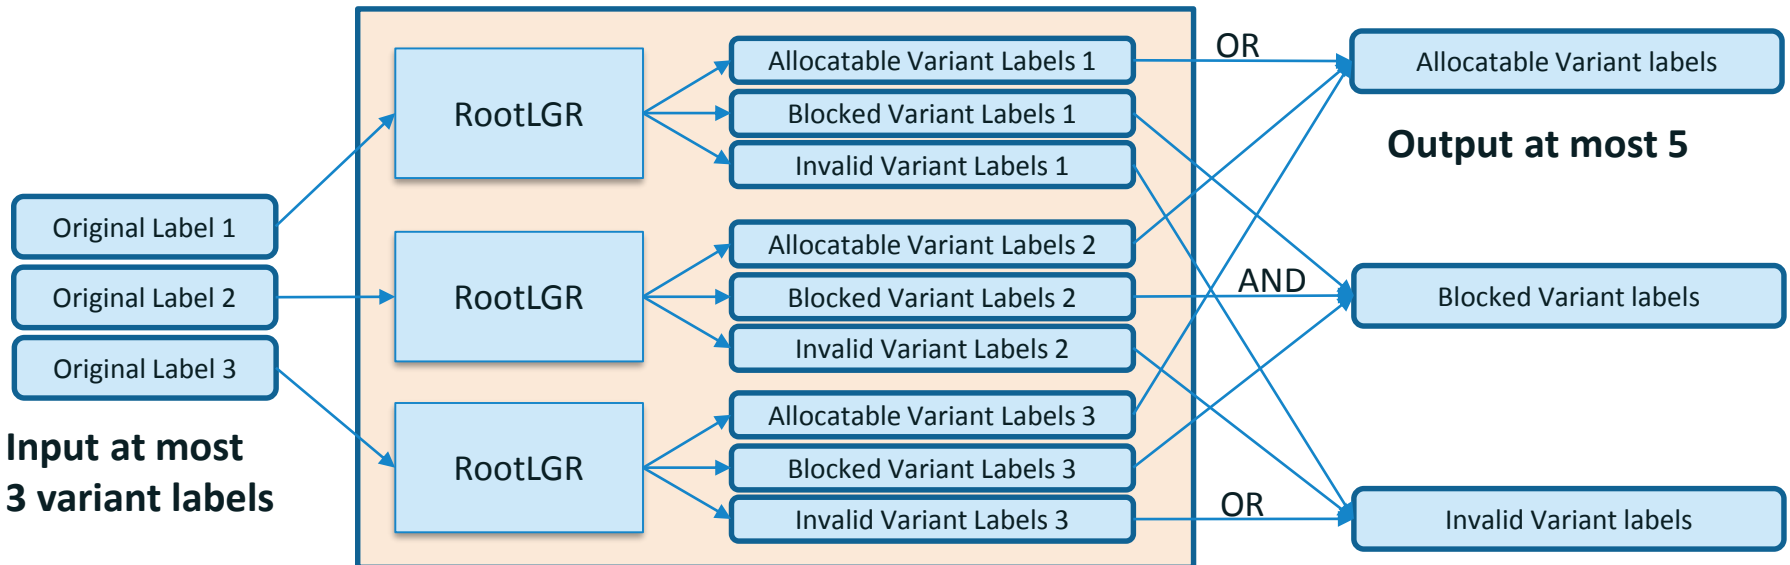 Original Label 1
Original Label 2
Original Label 3
Input at most
3 variant labels
RootLGR
Allocatable Variant Labels 1
Blocked Variant Labels 1
Invalid Variant Labels 1
RootLGR
Allocatable Variant Labels 2
Blocked Variant Labels 2
Invalid Variant Labels 2
RootLGR
Allocatable Variant Labels 3
Blocked Variant Labels 3
Invalid Variant Labels 3
OR
AND
OR
Allocatable Variant labels
Output at most 5
Blocked Variant labels
Invalid Variant labels